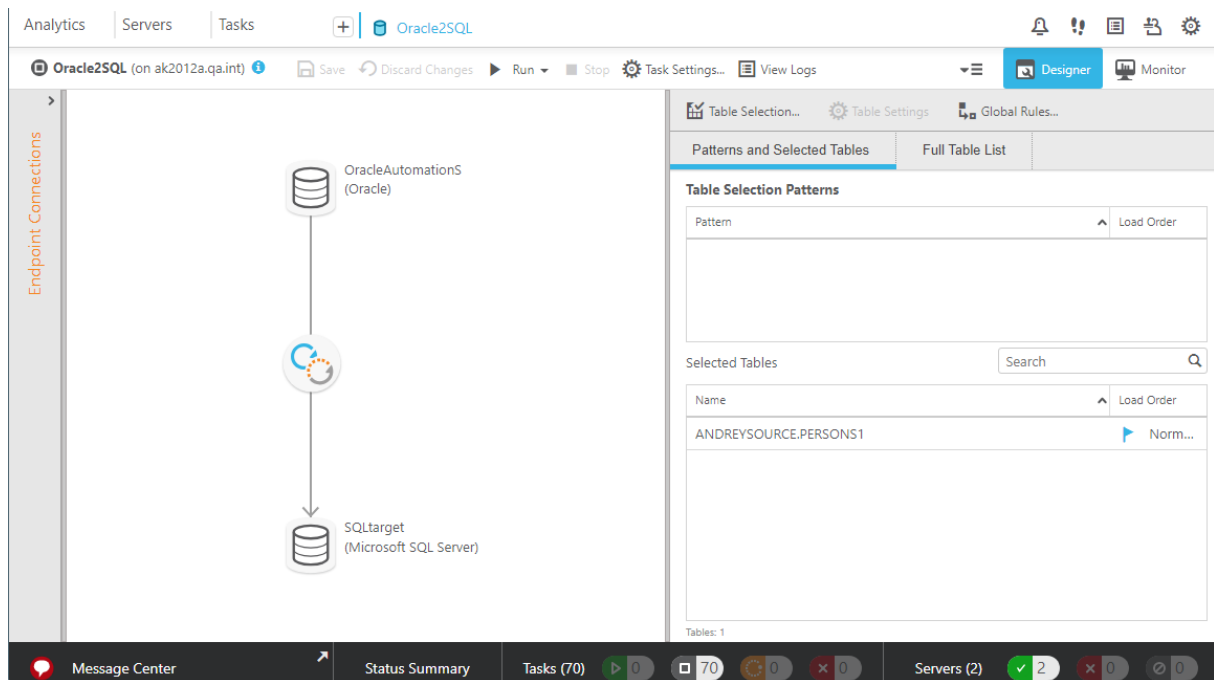 Analytics Servers Tasks + Oracle2SQL
Oracle2SQL (on ak2012a.qa.int) i Save Discard Changes Run Stop Task Settings... View Logs Designer Monitor
Endpoint Connections
OracleAutomationS
(Oracle)
SQLtarget
(Microsoft SQL Server)
Table Selection... Table Settings Global Rules...
Patterns and Selected Tables Full Table List
Table Selection Patterns
Pattern Load Order
Selected Tables Search
Name Load Order
ANDREYSOURCE.PERSONS1 Norm...
Tables: 1
Message Center Status Summary Tasks (70) 0 70 0 0 Servers (2) 2 0 0